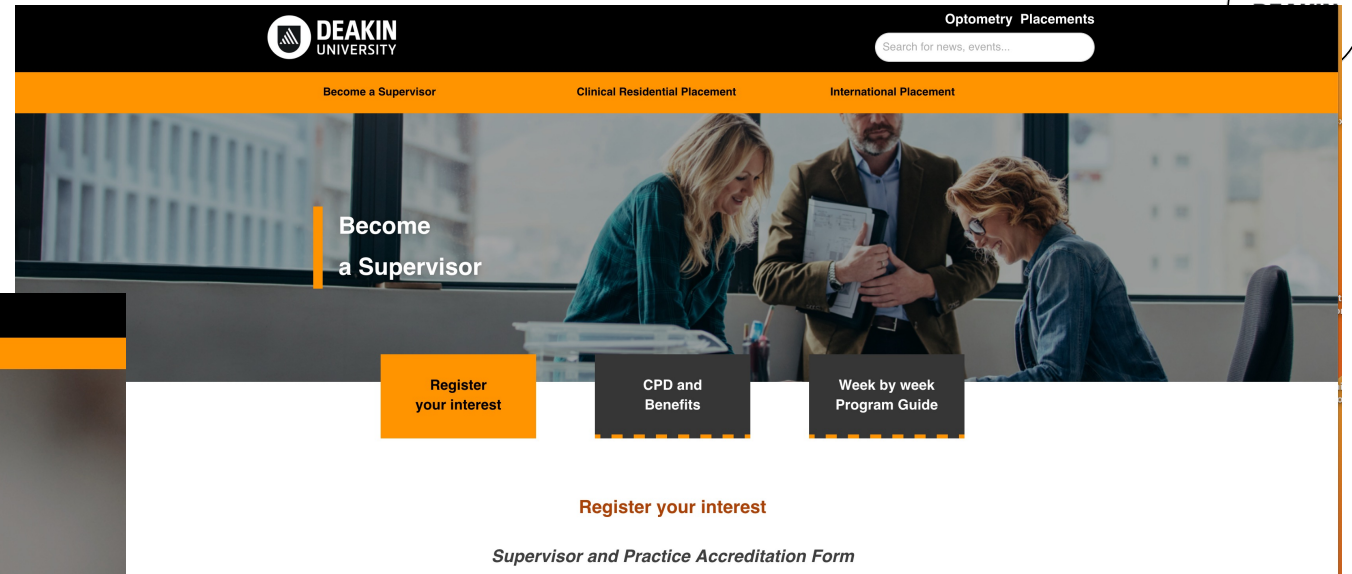 DEAKIN
UNIVERSITY
Optometry Placements
Search for news, events...
Become a Supervisor
Clinical Residential Placement
International Placement
Become
a Supervisor
Register
your interest
CPD and
Benefits
Week by week
Program Guide
Register your interest
Supervisor and Practice Accreditation Form